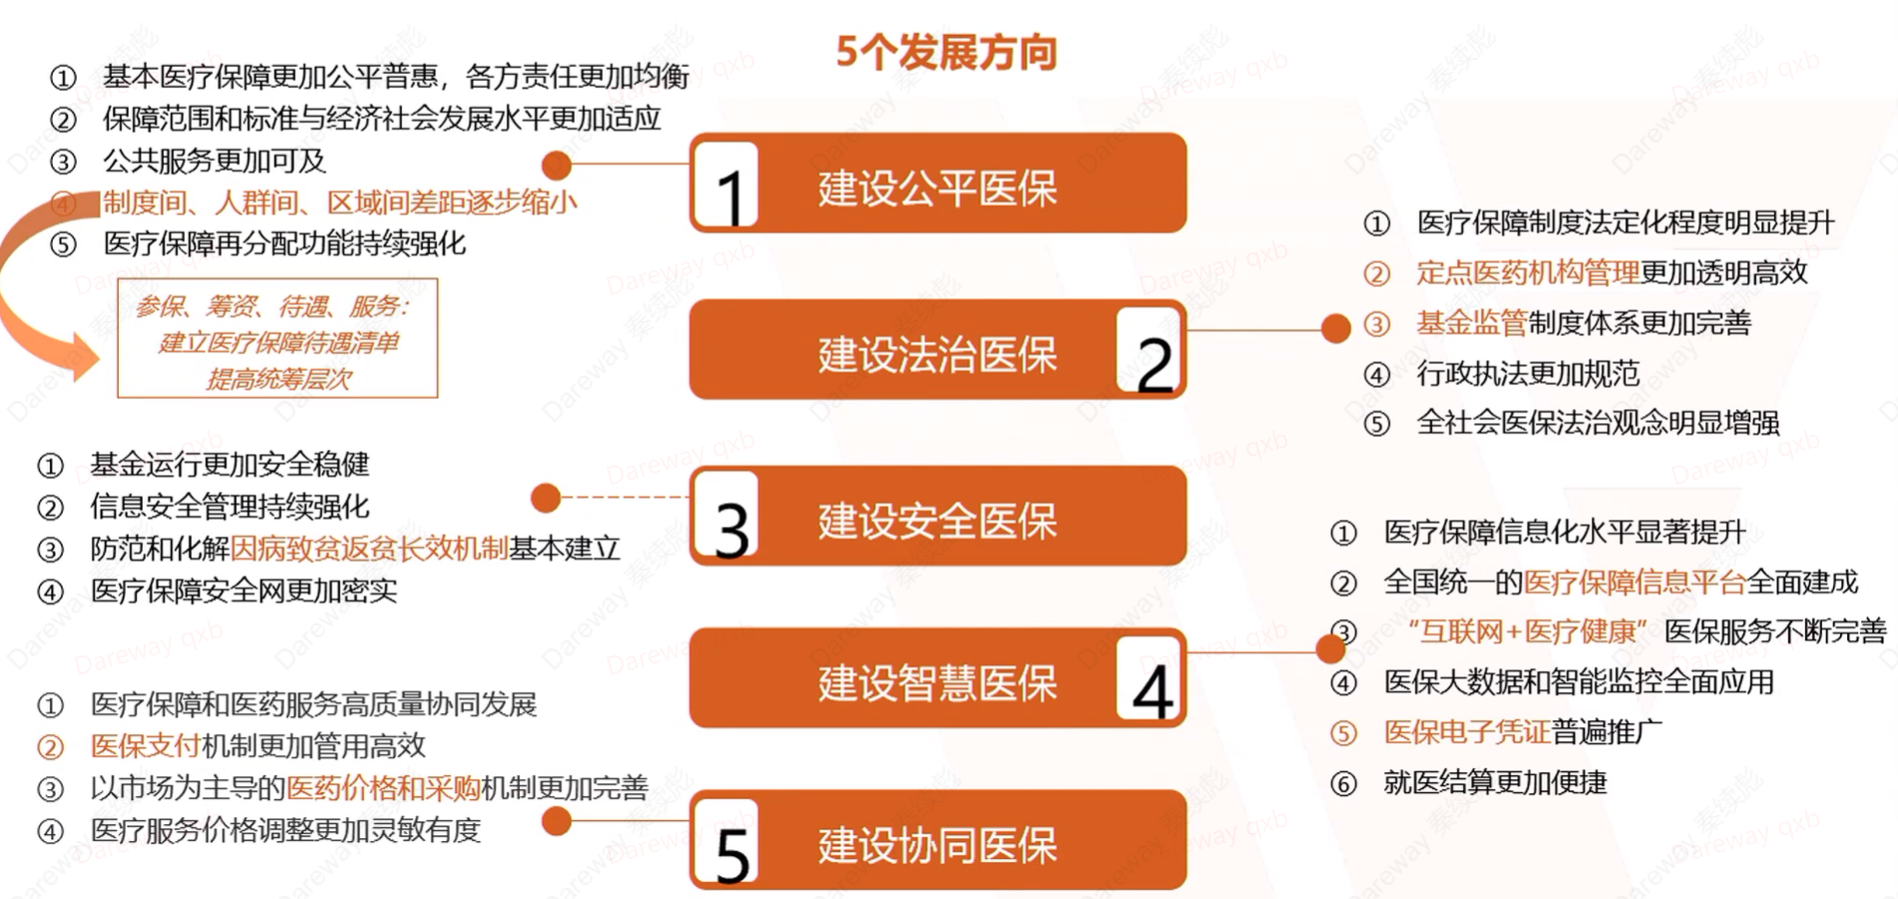 5个发展方向
① 基本医疗保障更加公平普惠，各方责任更加均衡
② 保障范围和标准与经济社会发展水平更加适应
③ 公共服务更加可及
④ 制度间、人群间、区域间差距逐步缩小
⑤ 医疗保障再分配功能持续强化
参保、筹资、待遇、服务：
建立医疗保障待遇清单
提高统筹层次
1 建设公平医保
建设法治医保 2
① 医疗保障制度法定化程度明显提升
② 定点医药机构管理更加透明高效
③ 基金监管制度体系更加完善
④ 行政执法更加规范
⑤ 全社会医保法治观念明显增强
① 基金运行更加安全稳健
② 信息安全管理持续强化
③ 防范和化解因病致贫返贫长效机制基本建立
④ 医疗保障安全网更加密实
3 建设安全医保
建设智慧医保 4
① 医疗保障信息化水平显著提升
② 全国统一的医疗保障信息平台全面建成
③ “互联网+医疗健康”医保服务不断完善
④ 医保大数据和智能监控全面应用
⑤ 医保电子凭证普遍推广
⑥ 就医结算更加便捷
① 医疗保障和医药服务高质量协同发展
② 医保支付机制更加管用高效
③ 以市场为主导的医药价格和采购机制更加完善
④ 医疗服务价格调整更加灵敏有度
5 建设协同医保
Dareway 秦续彪
Dareway qxb